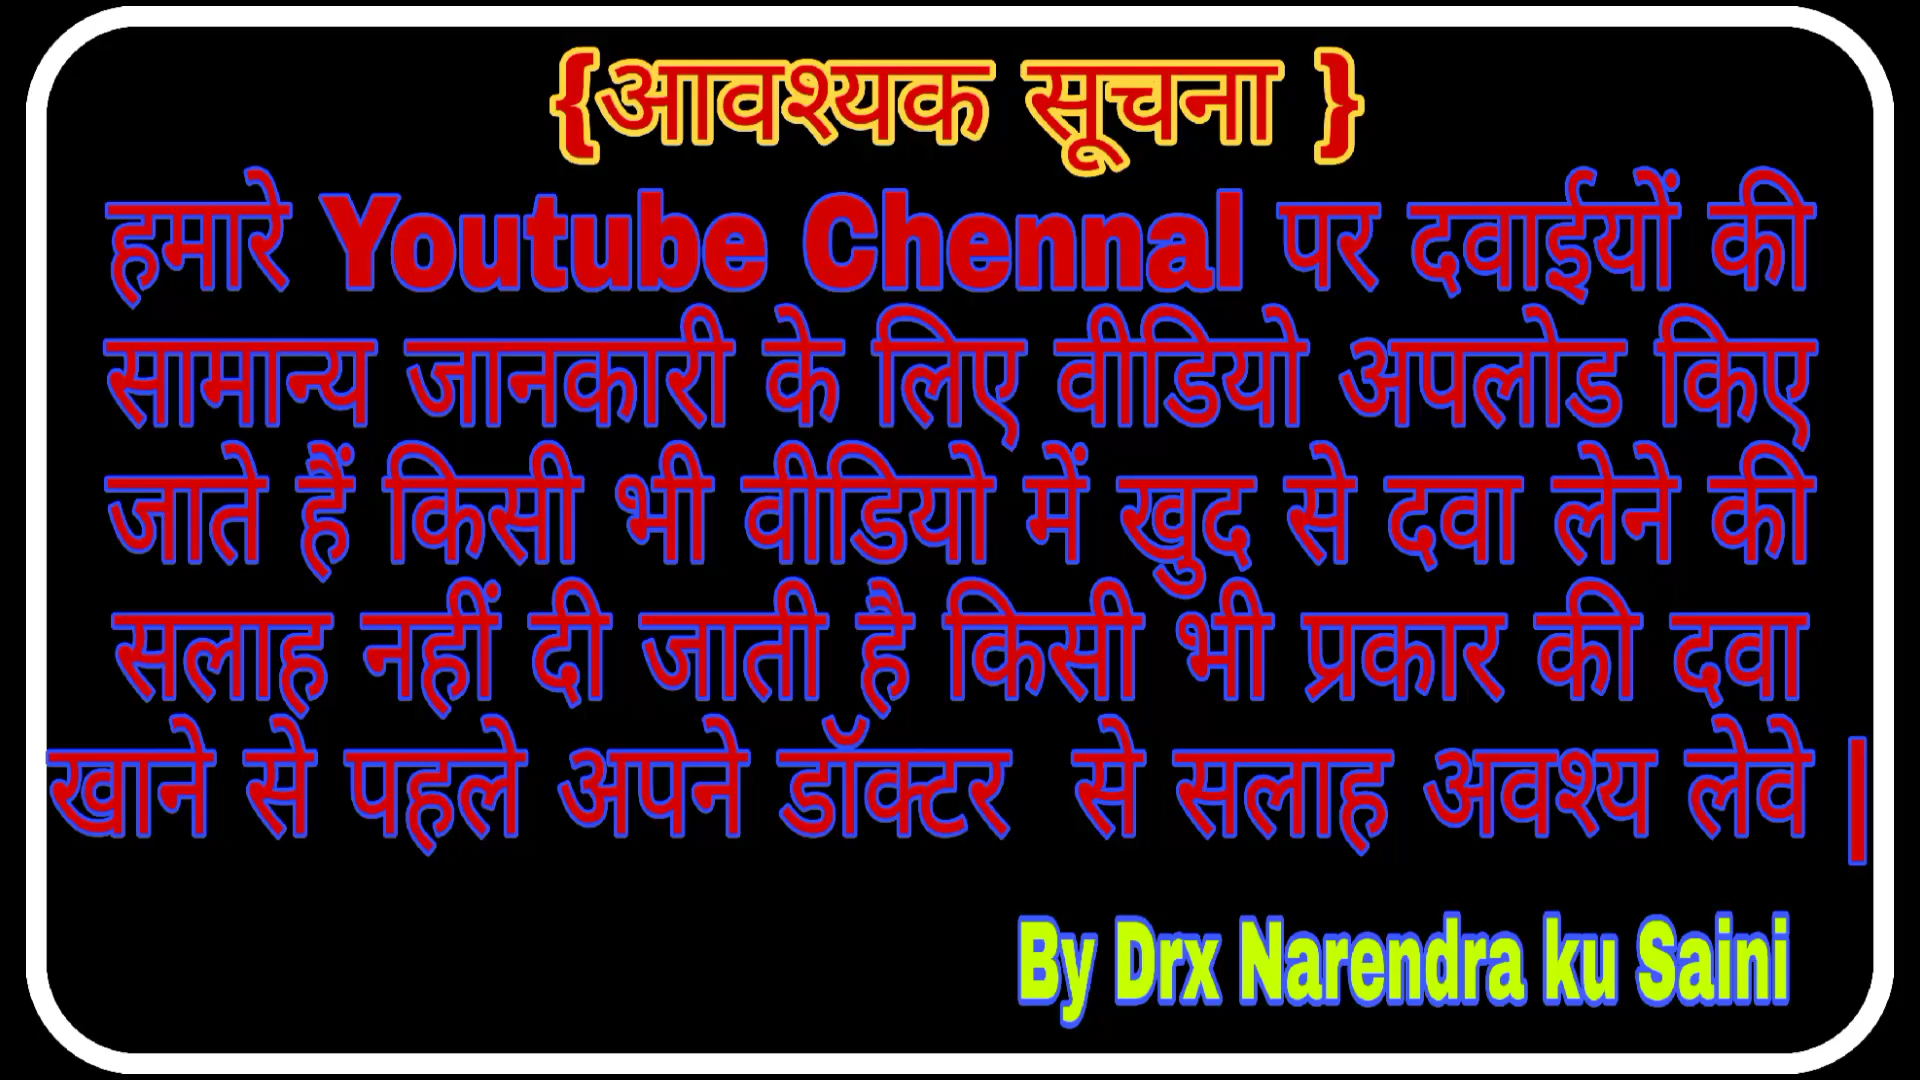 {आवश्यक सूचना }
हमारे Youtube Chennal पर दवाईयों की
सामान्य जानकारी के लिए वीडियो अपलोड किए
जाते हैं किसी भी वीडियो में खुद से दवा लेने की
सलाह नहीं दी जाती है किसी भी प्रकार की दवा
खाने से पहले अपने डॉक्टर  से सलाह अवश्य लेवे |
By Drx Narendra ku Saini